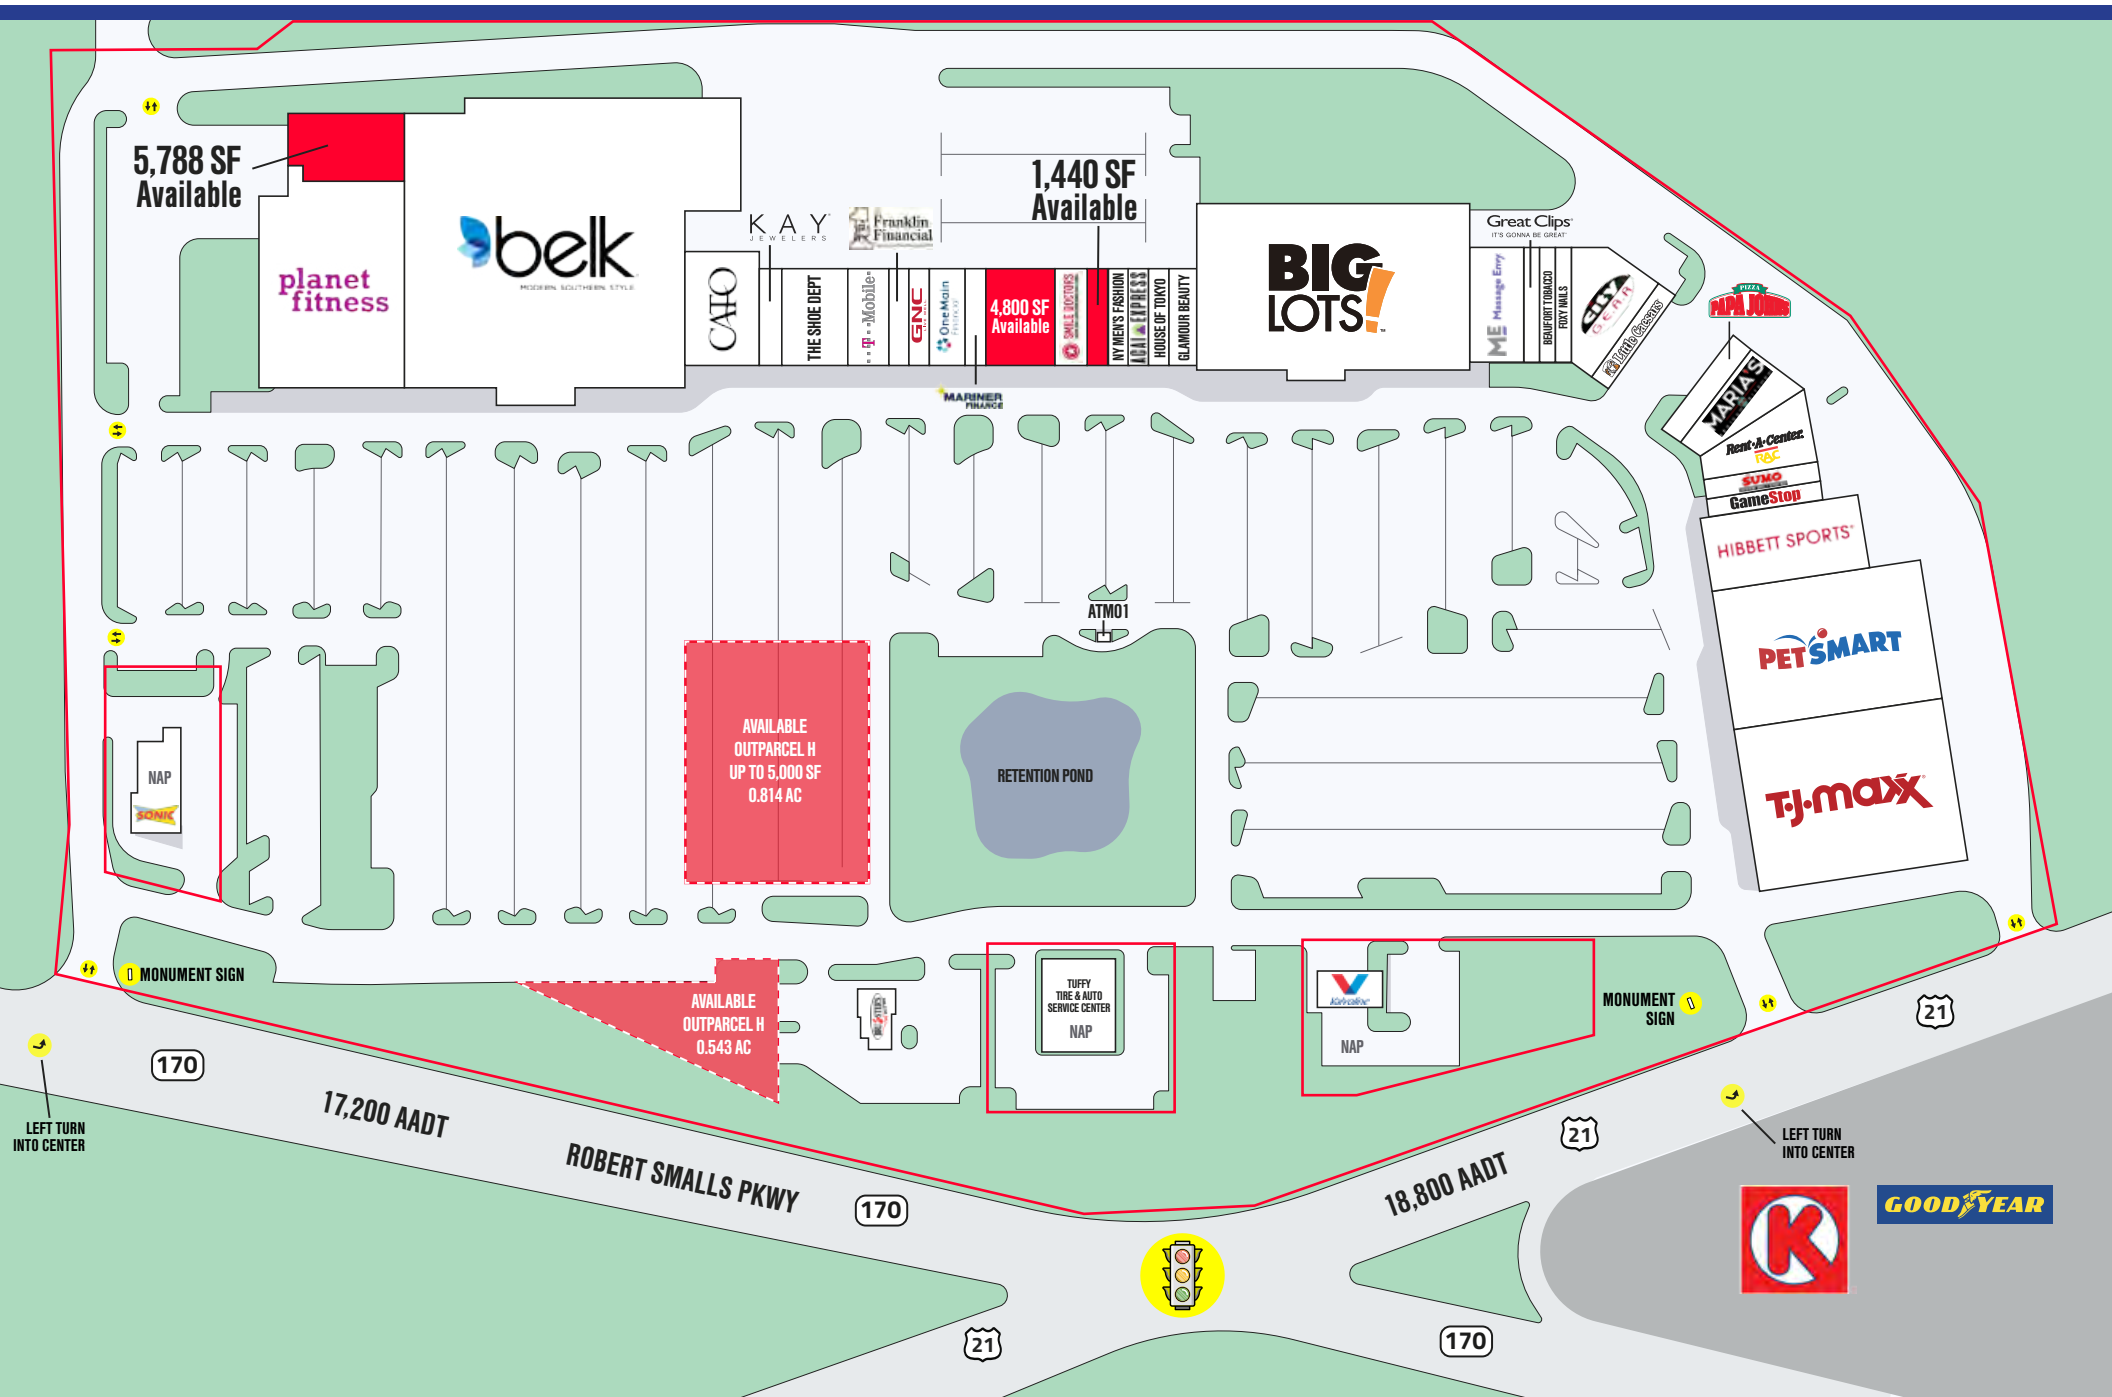 5,788 SF
Available
planet
fitness
belk
MODERN. SOUTHERN. STYLE.
CATO
KAY
JEWELERS
THE SHOE DEPT
T-Mobile
Franklin
Financial
GNC
OneMain
MARINER
FINANCE
4,800 SF
Available
SMILE DOCTORS
1,440 SF
Available
NY MEN'S FASHION
ACAI EXPRESS
HOUSE OF TOKYO
GLAMOUR BEAUTY
BIG
LOTS!
ME Massage Envy
Great Clips
IT'S GONNA BE GREAT
BEAUFORT TOBACCO
FOXY NAILS
CITY
G.E.A.R
Little Caesars
PIZZA
PAPA JOHNS
MARIA'S
Rent-A-Center
RAC
SUMO
GameStop
HIBBETT SPORTS
PETSMART
T.J.maxx
ATM01
AVAILABLE
OUTPARCEL H
UP TO 5,000 SF
0.814 AC
RETENTION POND
NAP
SONIC
MONUMENT SIGN
AVAILABLE
OUTPARCEL H
0.543 AC
TUFFY
TIRE & AUTO
SERVICE CENTER
NAP
Valvoline
NAP
MONUMENT
SIGN
21
170
LEFT TURN
INTO CENTER
17,200 AADT
ROBERT SMALLS PKWY
170
18,800 AADT
21
LEFT TURN
INTO CENTER
K
GOODYEAR
21
170